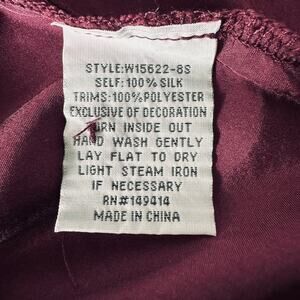 STYLE:W15622-8S
SELF:100% SILK
TRIMS:100%POLYESTER
EXCLUSIVE OF DECORATION
TURN INSIDE OUT
HAND WASH GENTLY
LAY FLAT TO DRY
LIGHT STEAM IRON
IF NECESSARY
RN#149414
MADE IN CHINA